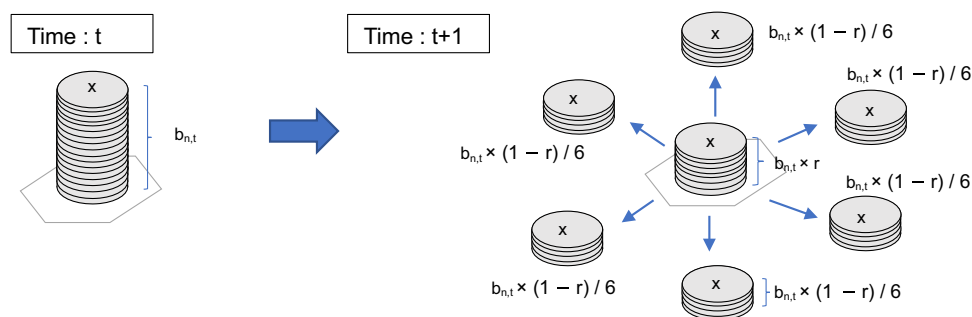 Time : t
x
bn,t
Time : t+1
x
bn,t × (1 – r) / 6
x
bn,t × (1 – r) / 6
x
bn,t × (1 – r) / 6
x
bn,t × r
x
bn,t × (1 – r) / 6
x
bn,t × (1 – r) / 6
x
bn,t × (1 – r) / 6